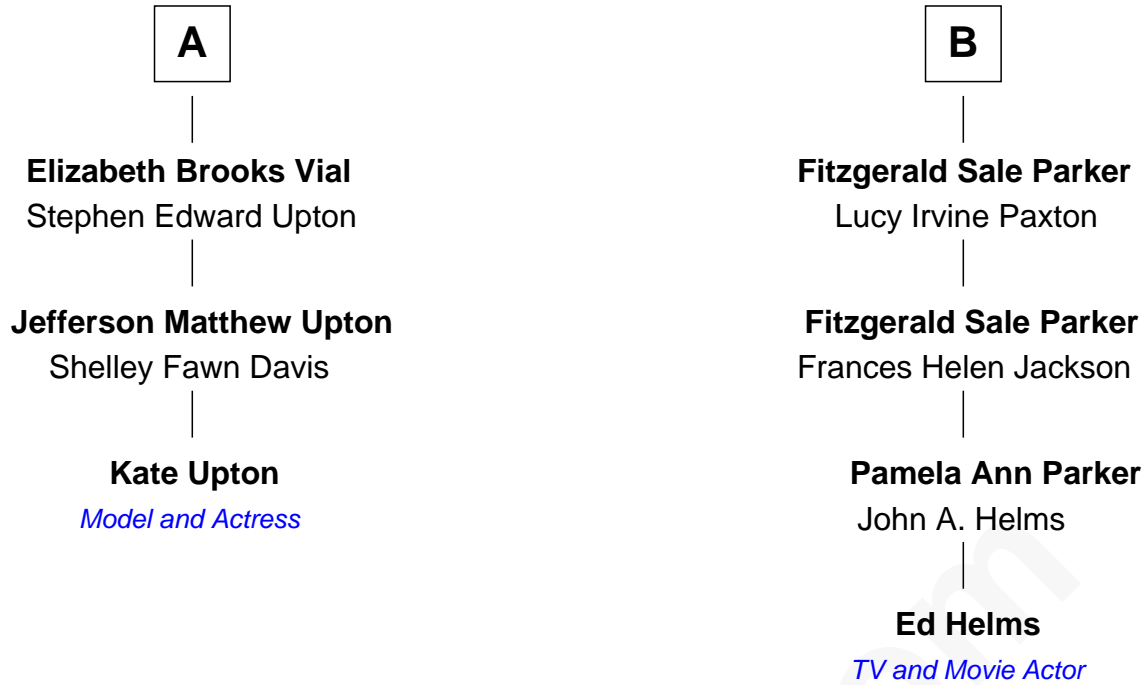 A
Elizabeth Brooks Vial
Stephen Edward Upton
Jefferson Matthew Upton
Shelley Fawn Davis
Kate Upton
Model and Actress
B
Fitzgerald Sale Parker
Lucy Irvine Paxton
Fitzgerald Sale Parker
Frances Helen Jackson
Pamela Ann Parker
John A. Helms
Ed Helms
TV and Movie Actor